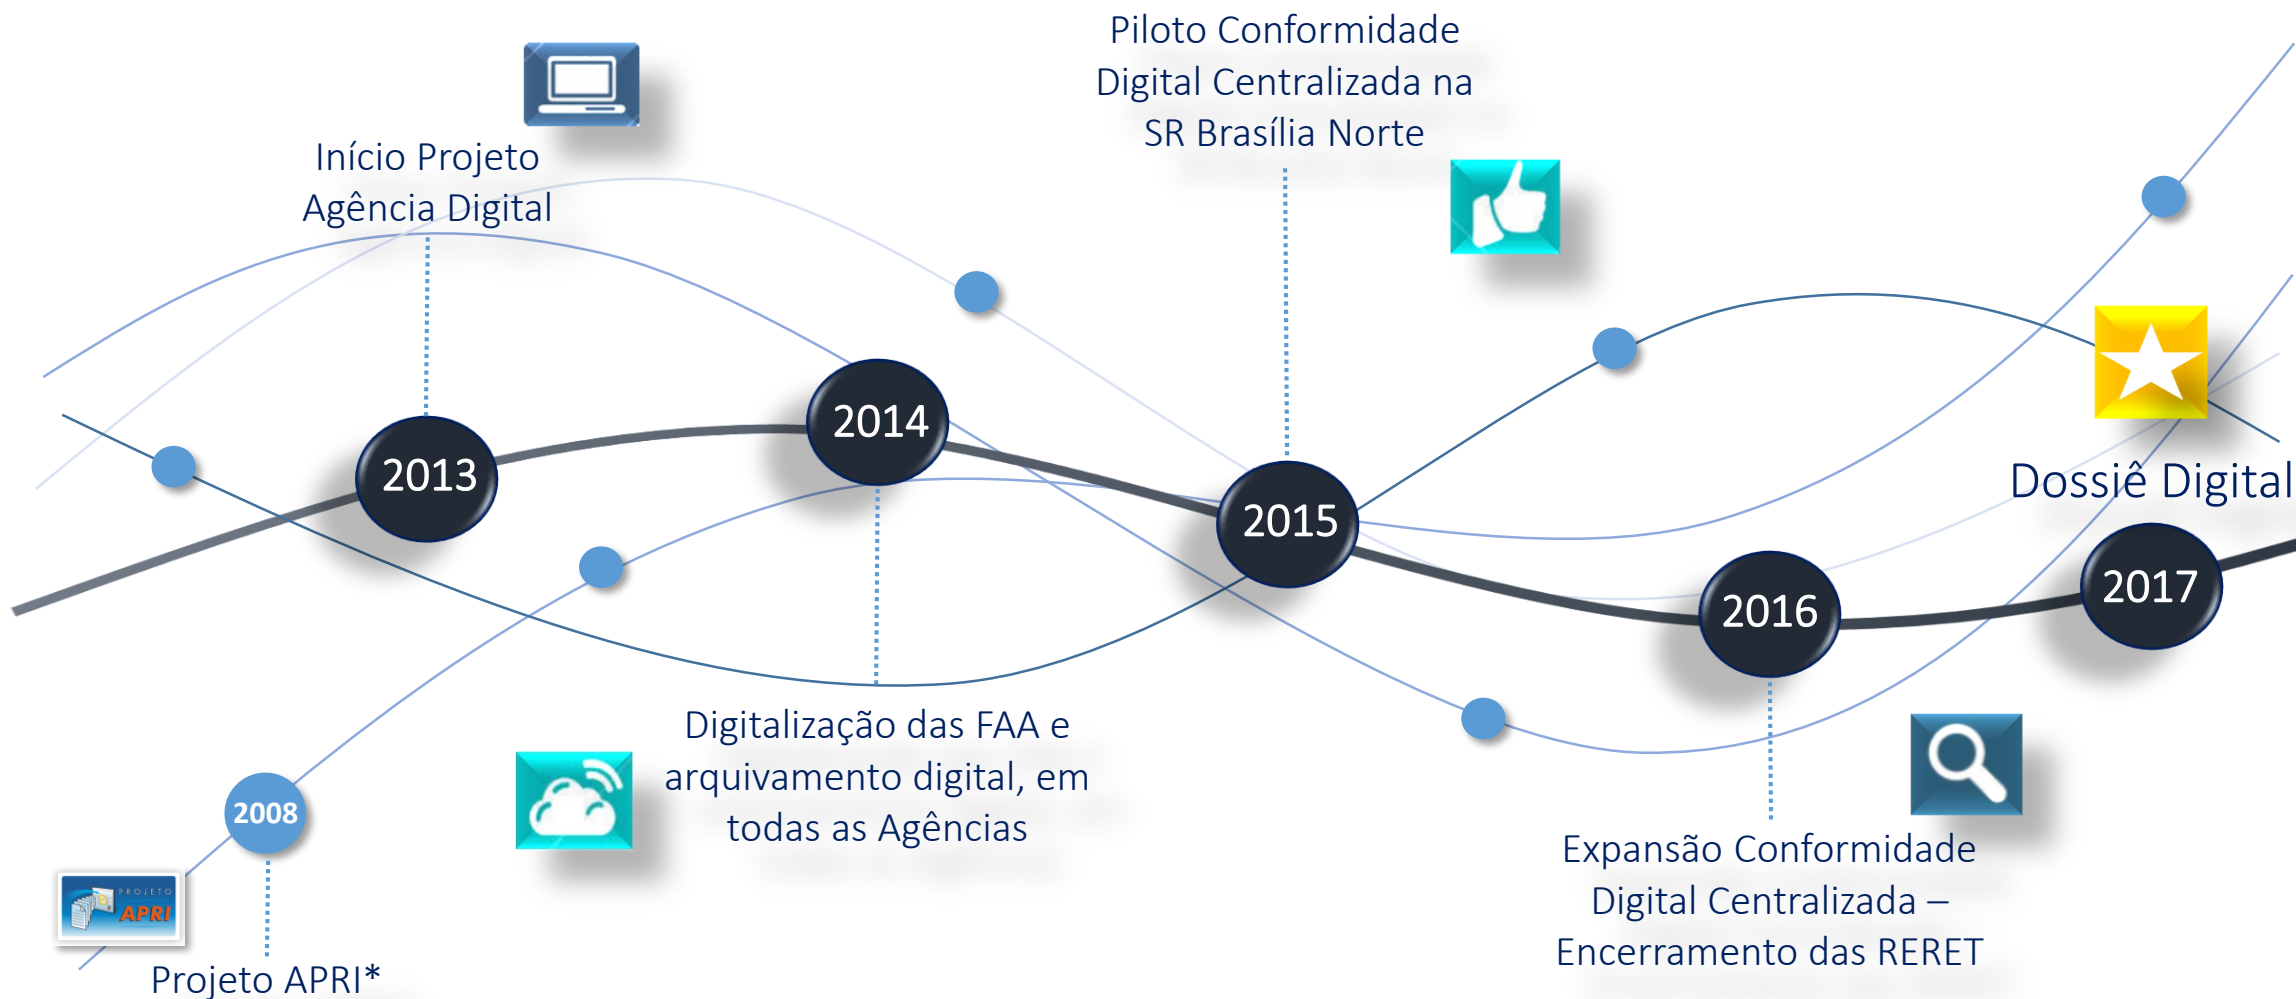 Piloto Conformidade
Digital Centralizada na
SR Brasília Norte
Início Projeto
Agência Digital
2013
2014
2015
2016
2017
Dossiê Digital
Digitalização das FAA e
arquivamento digital, em
todas as Agências
2008
PROJETO
APRI
Projeto APRI*
Expansão Conformidade
Digital Centralizada –
Encerramento das RERET